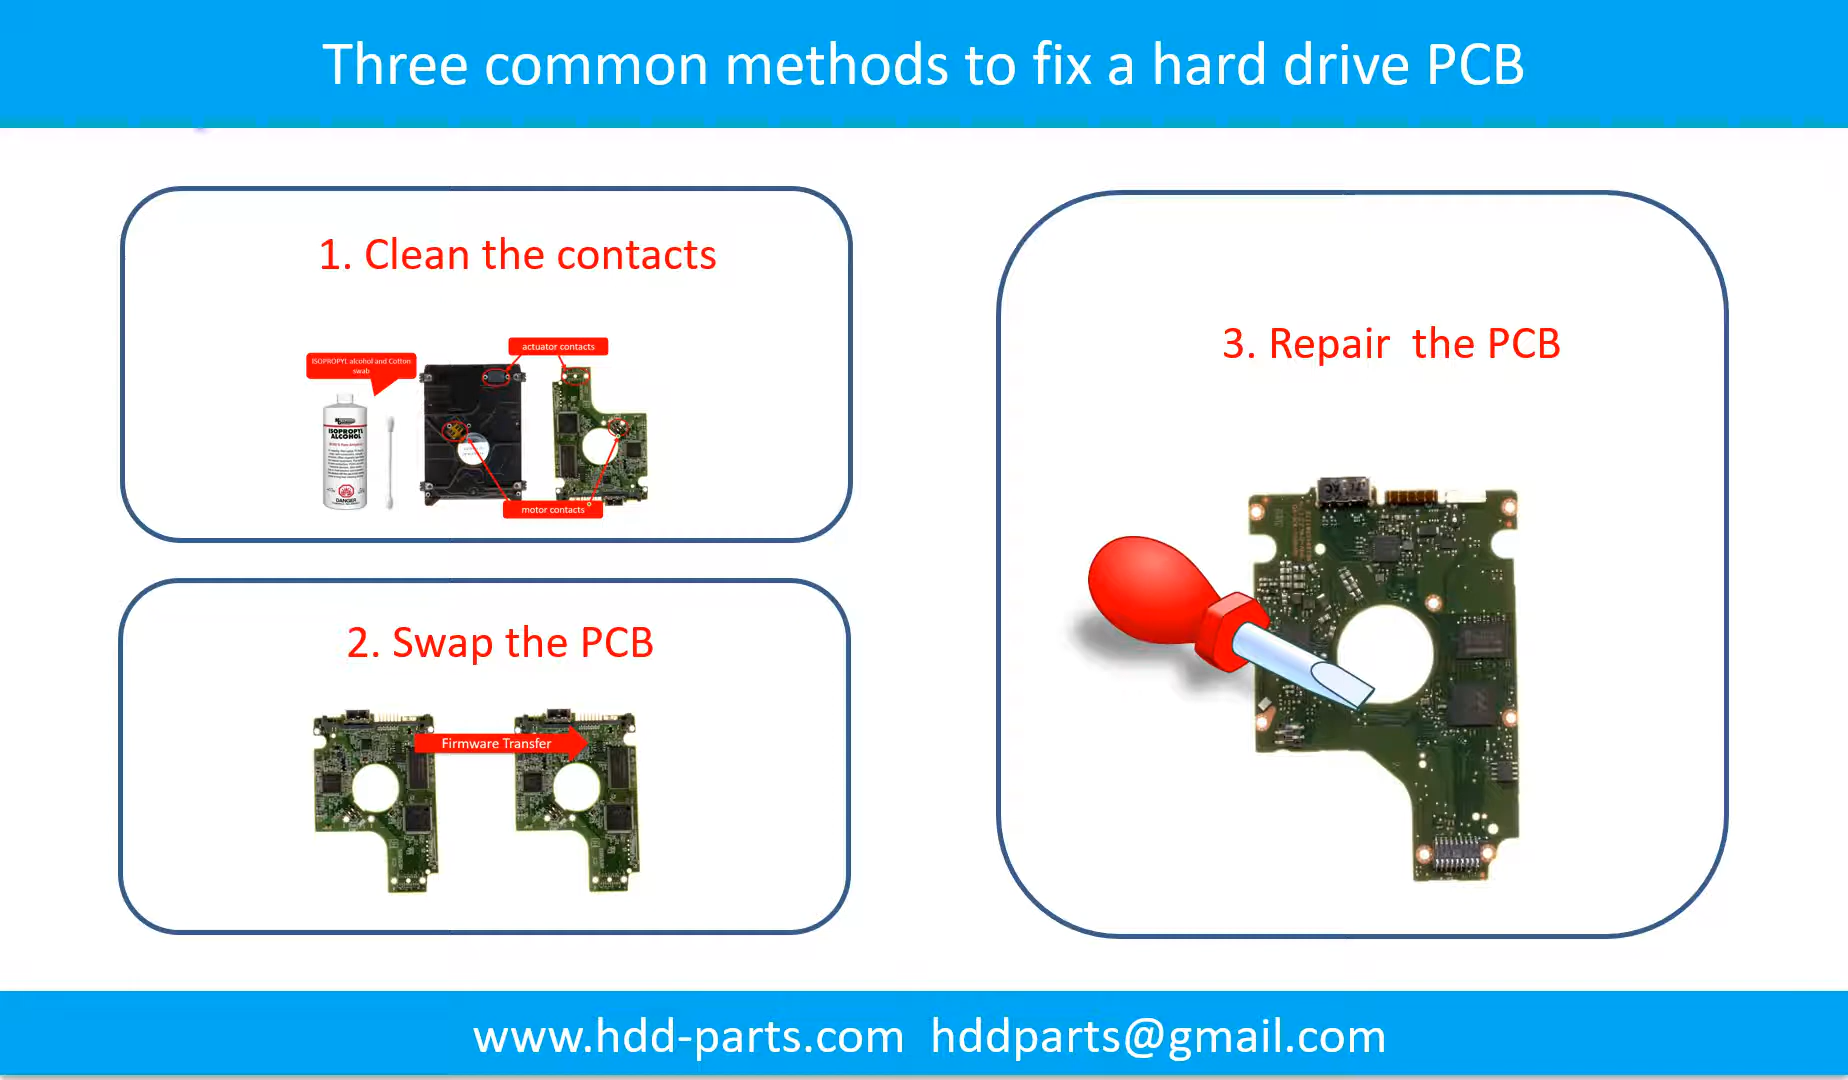 Three common methods to fix a hard drive PCB
1. Clean the contacts
actuator contacts
ISOPROPYL alcohol and Cotton
swab
ISOPROPYL
ALCOHOL
DANGER
motor contacts
2. Swap the PCB
Firmware Transfer
3. Repair  the PCB
www.hdd-parts.com  hddparts@gmail.com